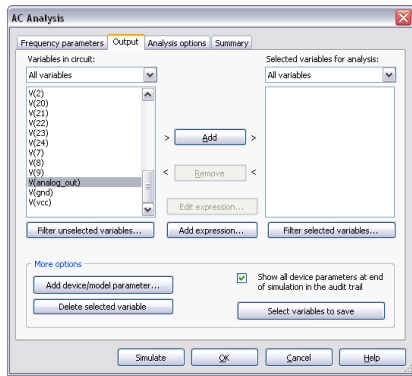 AC Analysis
Frequency parameters Output Analysis options Summary
Variables in circuit: Selected variables for analysis:
All variables All variables
V(2)
V(20)
V(21)
V(22)
V(23)
V(24)
V(7)
V(8)
V(9)
V(analog_out)
V(gnd)
V(vcc)
> Add >
< Remove <
Edit expression...
Filter unselected variables... Add expression... Filter selected variables...
More options
Add device/model parameter...
Delete selected variable
Show all device parameters at end
of simulation in the audit trail
Select variables to save
Simulate OK Cancel Help